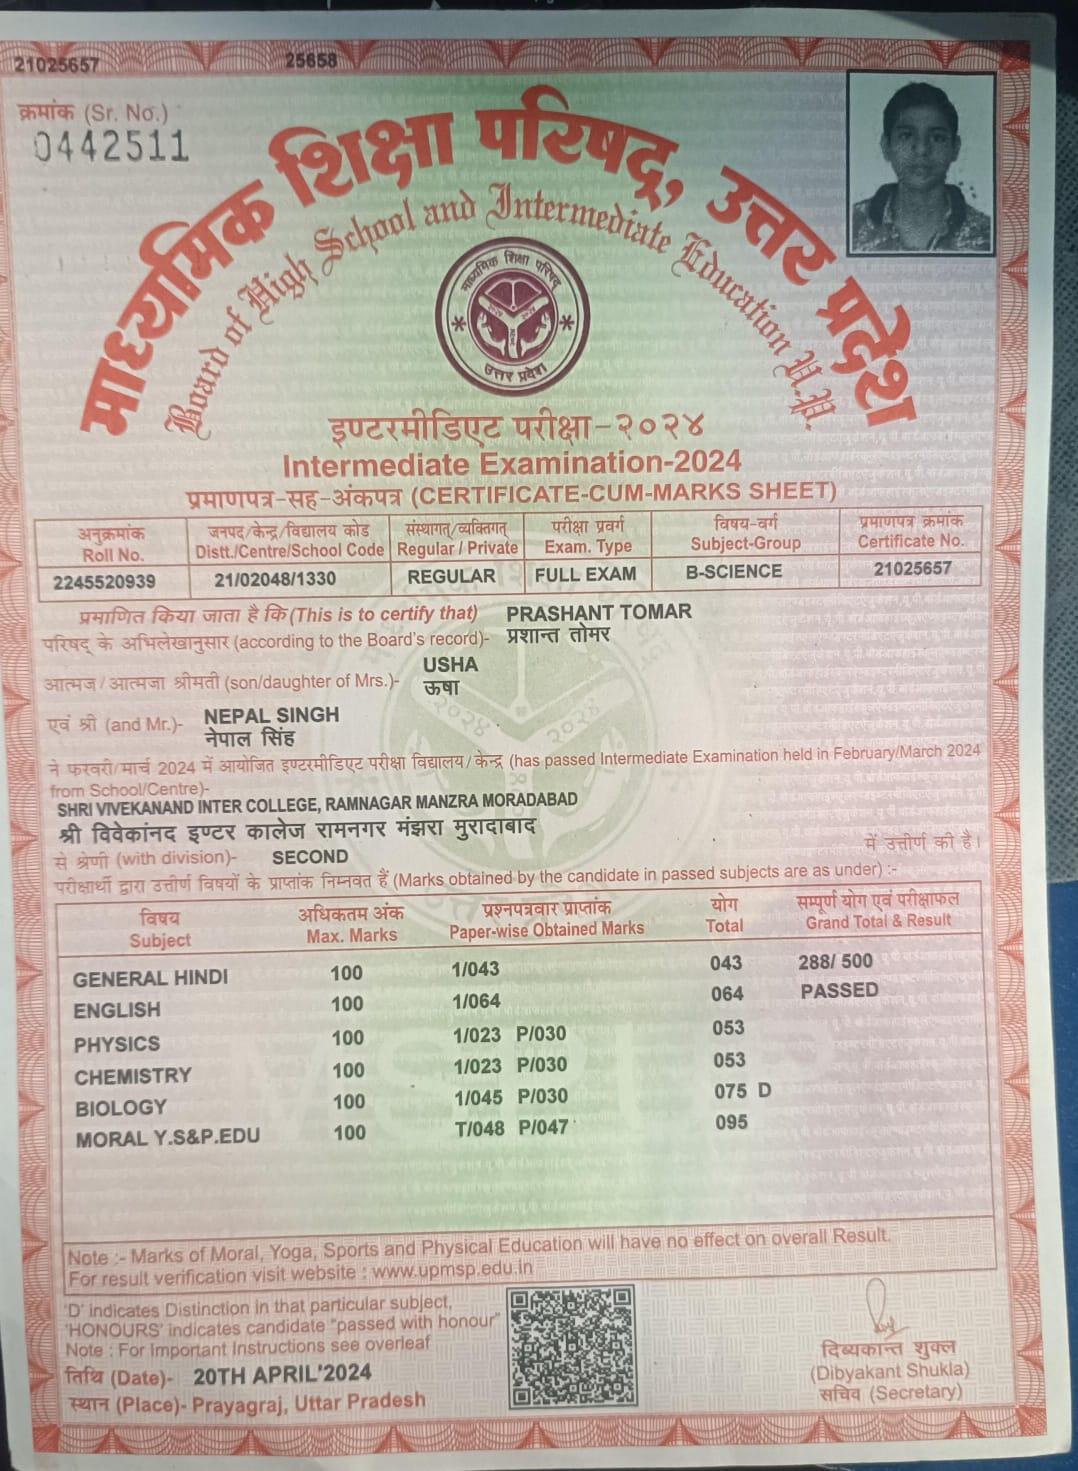 21025657 25658
क्रमांक (Sr. No.)
0442511
माध्यमिक शिक्षा परिषद्, उत्तर प्रदेश
Board of High School and Intermediate Education U.P.
माध्यमिक शिक्षा परिषद्
उत्तर प्रदेश
इण्टरमीडिएट परीक्षा-२०२४
Intermediate Examination-2024
प्रमाणपत्र-सह-अंकपत्र (CERTIFICATE-CUM-MARKS SHEET)
अनुक्रमांक जनपद/केन्द्र/विद्यालय कोड संस्थागत्/व्यक्तिगत् परीक्षा प्रवर्ग विषय-वर्ग प्रमाणपत्र क्रमांक
Roll No. Distt./Centre/School Code Regular / Private Exam. Type Subject-Group Certificate No.
2245520939 21/02048/1330 REGULAR FULL EXAM B-SCIENCE 21025657
प्रमाणित किया जाता है कि (This is to certify that) PRASHANT TOMAR
परिषद् के अभिलेखानुसार (according to the Board's record)- प्रशान्त तोमर
USHA
आत्मज/आत्मजा श्रीमती (son/daughter of Mrs.)- ऊषा
एवं श्री (and Mr.)- NEPAL SINGH
नेपाल सिंह
ने फरवरी/मार्च 2024 में आयोजित इण्टरमीडिएट परीक्षा विद्यालय/केन्द्र (has passed Intermediate Examination held in February/March 2024
from School/Centre)-
SHRI VIVEKANAND INTER COLLEGE, RAMNAGAR MANZRA MORADABAD
श्री विवेकांनद इण्टर कालेज रामनगर मंझरा मुरादाबाद
से श्रेणी (with division)- SECOND में उत्तीर्ण की है।
परीक्षार्थी द्वारा उत्तीर्ण विषयों के प्राप्तांक निम्नवत हैं (Marks obtained by the candidate in passed subjects are as under) :-
विषय अधिकतम अंक प्रश्नपत्रवार प्राप्तांक योग सम्पूर्ण योग एवं परीक्षाफल
Subject Max. Marks Paper-wise Obtained Marks Total Grand Total & Result
GENERAL HINDI 100 1/043 043 288/ 500
ENGLISH 100 1/064 064 PASSED
PHYSICS 100 1/023 P/030 053
CHEMISTRY 100 1/023 P/030 053
BIOLOGY 100 1/045 P/030 075 D
MORAL Y.S&P.EDU 100 T/048 P/047 095
Note :- Marks of Moral, Yoga, Sports and Physical Education will have no effect on overall Result.
For result verification visit website : www.upmsp.edu.in
'D' indicates Distinction in that particular subject,
'HONOURS' indicates candidate "passed with honour"
Note : For Important Instructions see overleaf
तिथि (Date)- 20TH APRIL'2024
स्थान (Place)- Prayagraj, Uttar Pradesh
दिब्यकान्त शुक्ल
(Dibyakant Shukla)
सचिव (Secretary)